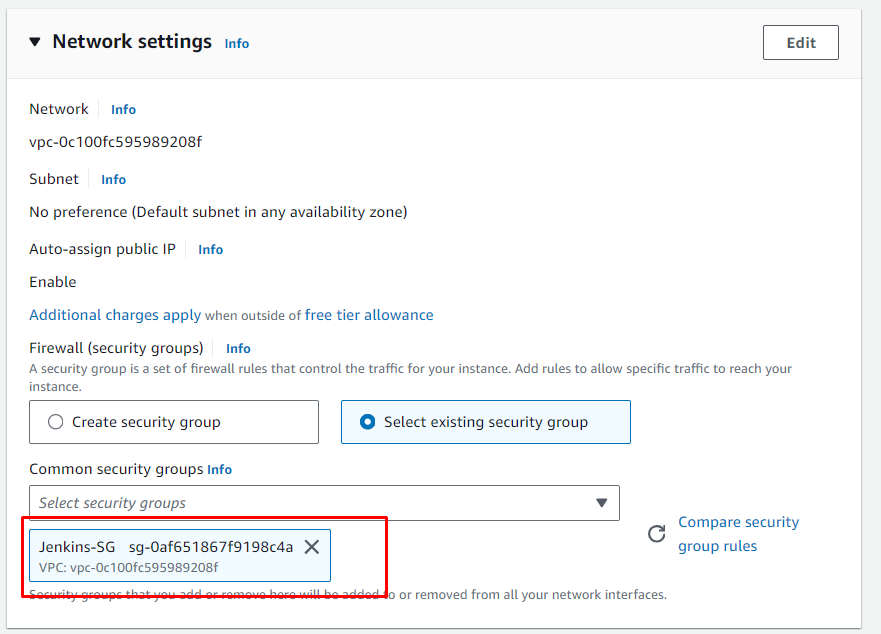 Network settings Info
Edit
Network Info
vpc-0c100fc595989208f
Subnet Info
No preference (Default subnet in any availability zone)
Auto-assign public IP Info
Enable
Additional charges apply when outside of free tier allowance
Firewall (security groups) Info
A security group is a set of firewall rules that control the traffic for your instance. Add rules to allow specific traffic to reach your
instance.
Create security group
Select existing security group
Common security groups Info
Select security groups
Jenkins-SG sg-0af651867f9198c4a
VPC: vpc-0c100fc595989208f
Compare security
group rules
Security groups that you add or remove here will be added to or removed from all your network interfaces.